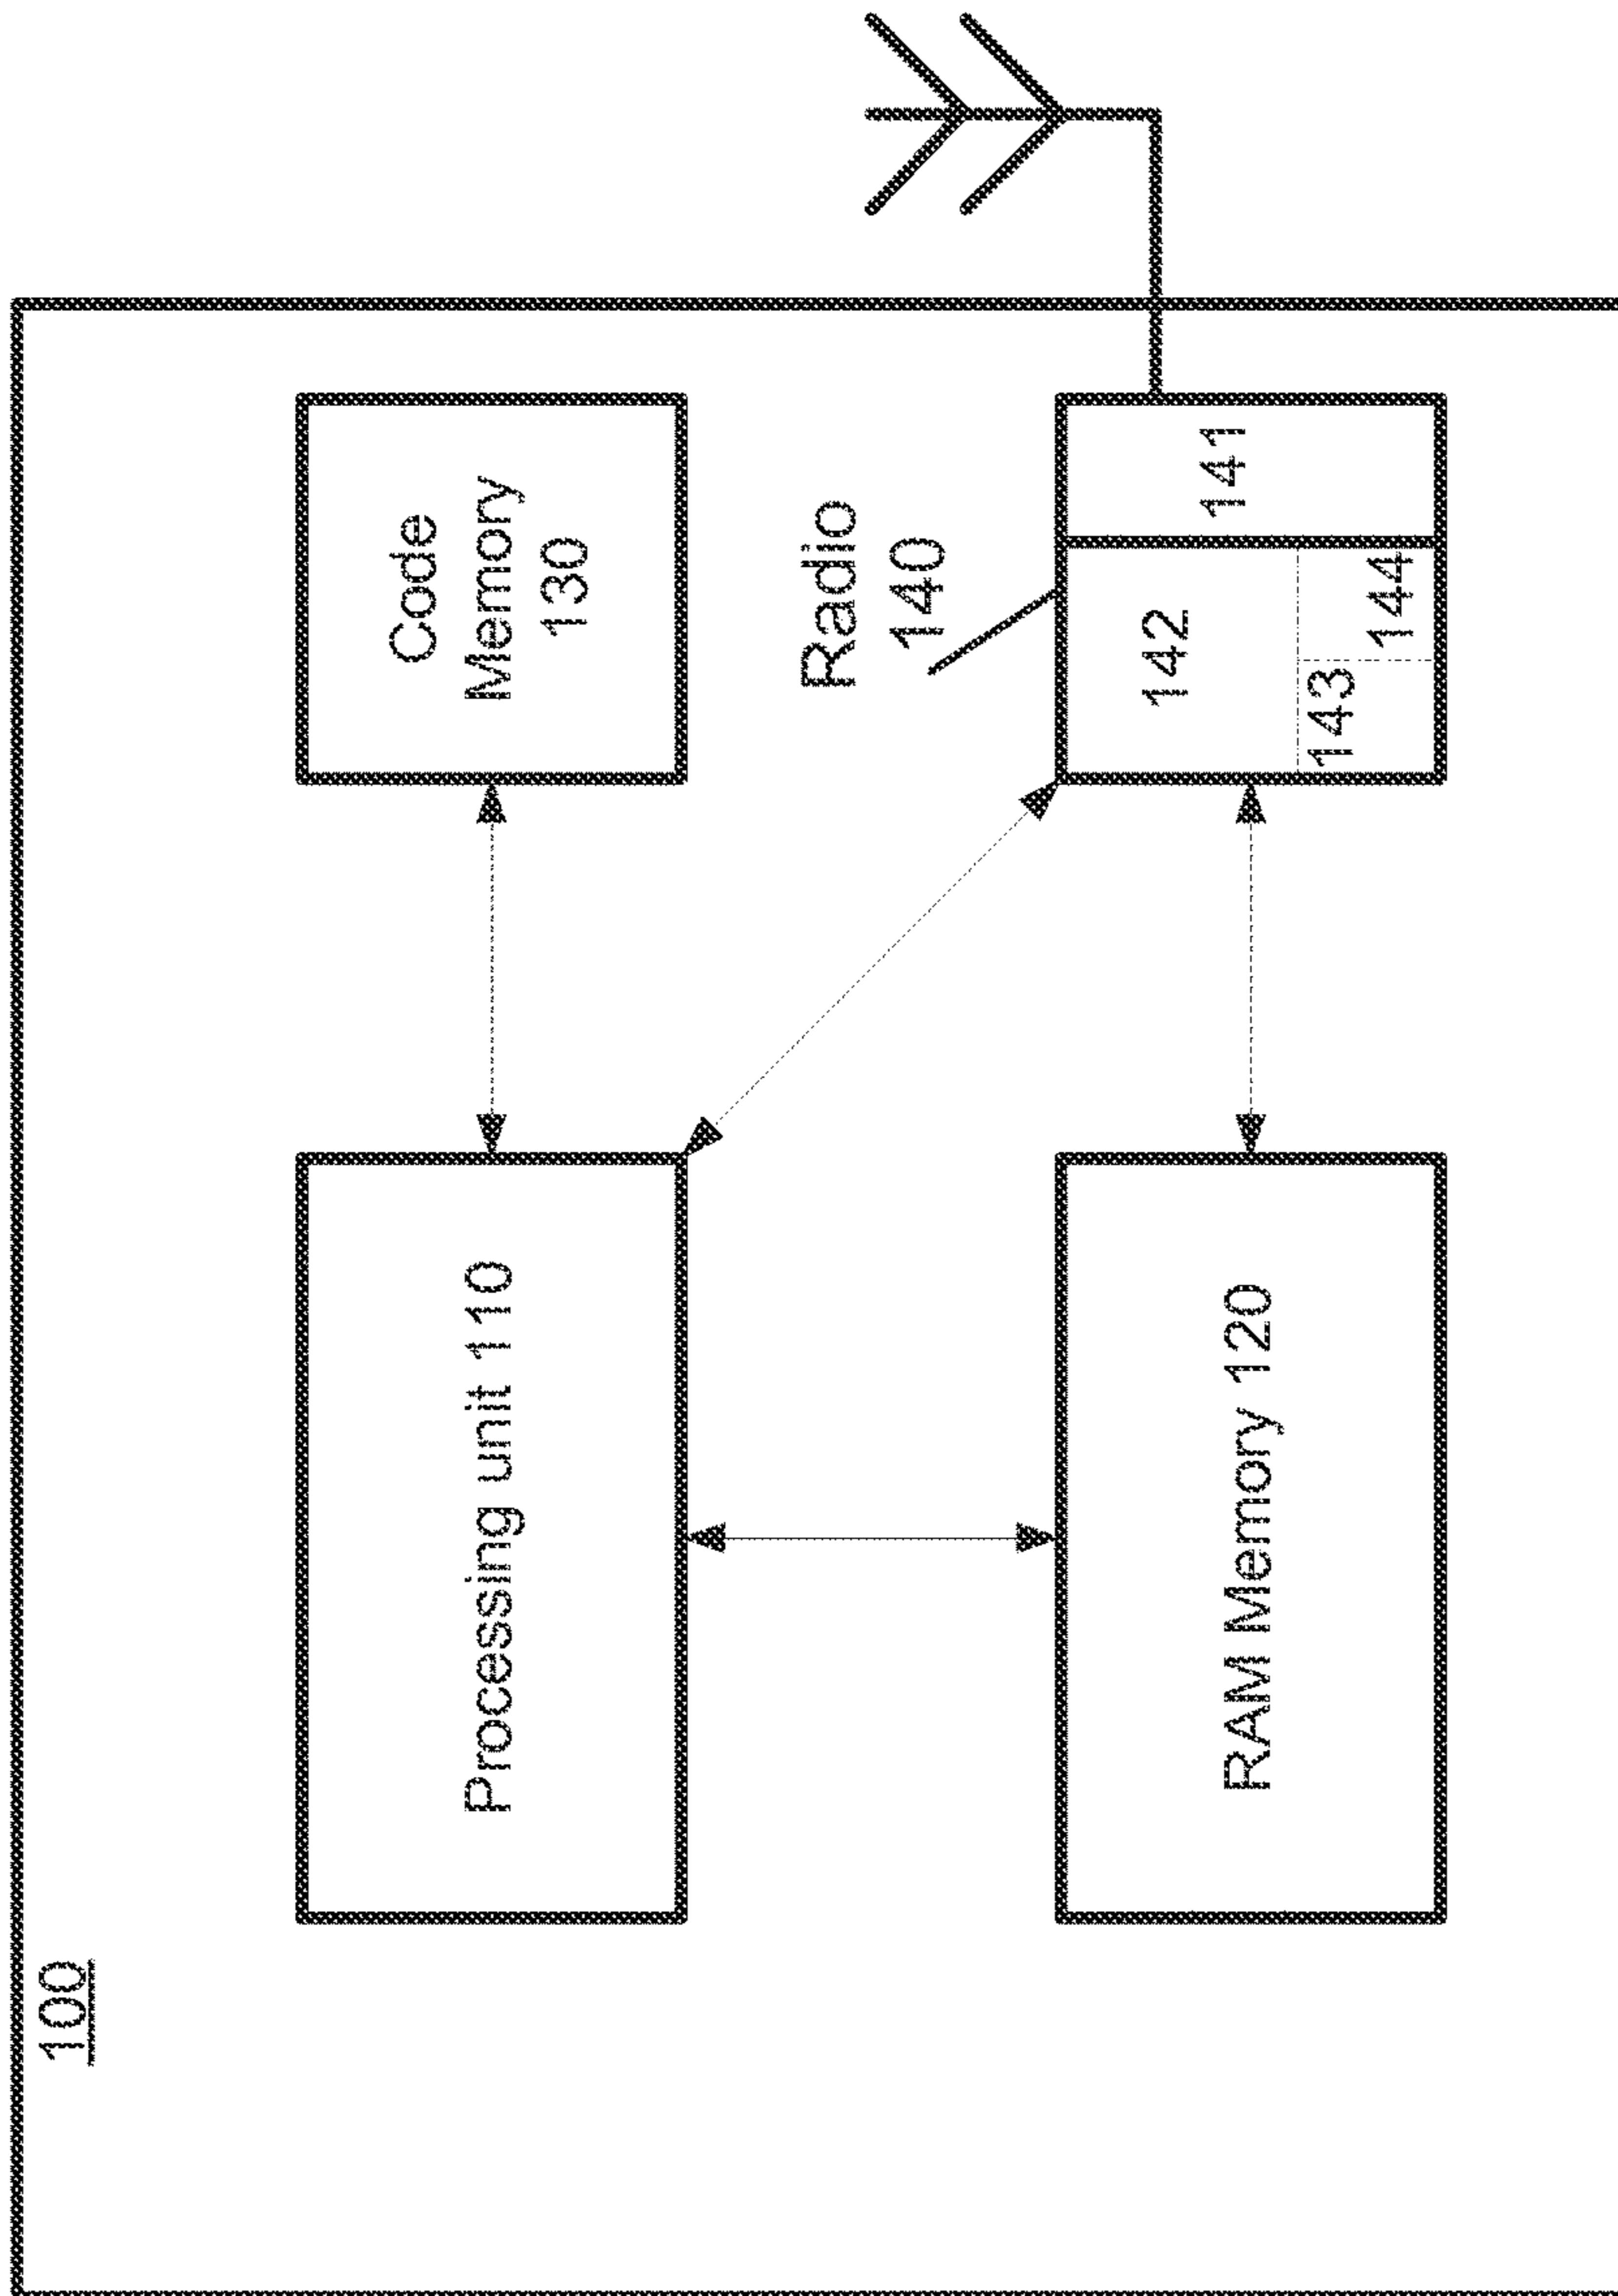 100
Processing unit 110
Code
Memory
130
Radio
140
RAM Memory 120
142
141
143
144